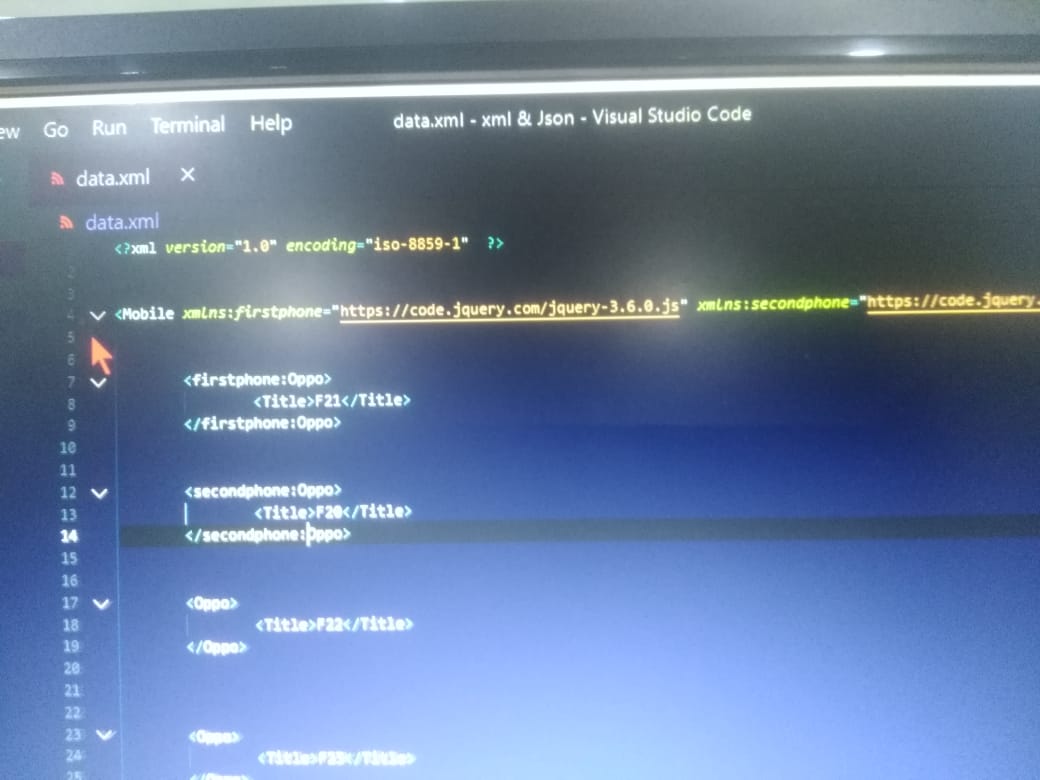 Go Run Terminal Help data.xml - xml & Json - Visual Studio Code
data.xml ×
data.xml
<?xml version="1.0" encoding="iso-8859-1" ?>
2
3
4 <Mobile xmlns:firstphone="https://code.jquery.com/jquery-3.6.0.js" xmlns:secondphone="https://code.jquery.
5
6
7 <firstphone:Oppo>
8 <Title>F21</Title>
9 </firstphone:Oppo>
10
11
12 <secondphone:Oppo>
13 <Title>F20</Title>
14 </secondphone:Oppo>
15
16
17 <Oppo>
18 <Title>F22</Title>
19 </Oppo>
20
21
22
23 <Oppo>
24 <Title>F23</Title>
25 </Oppo>